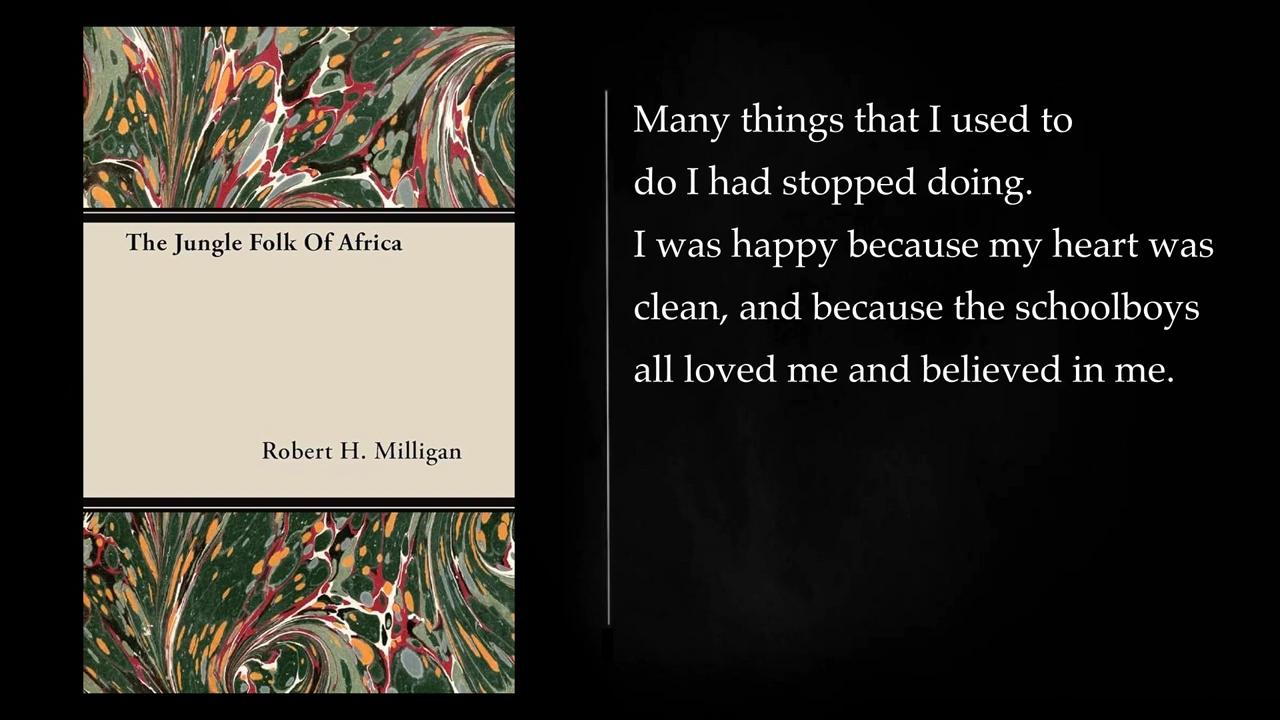 The Jungle Folk Of Africa
Robert H. Milligan
Many things that I used to
do I had stopped doing.
I was happy because my heart was
clean, and because the schoolboys
all loved me and believed in me.